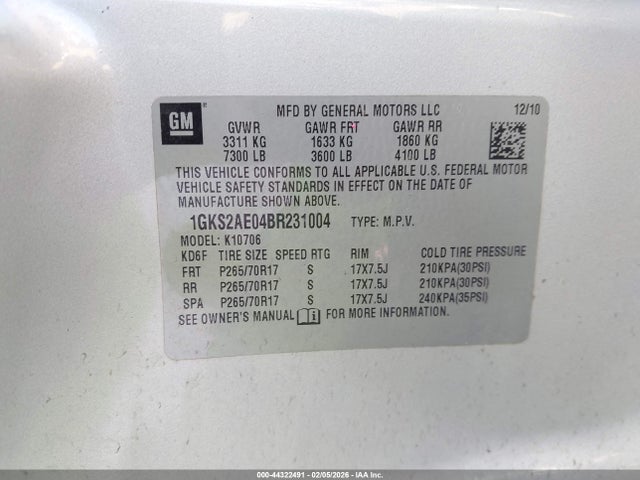 GM
MFD BY GENERAL MOTORS LLC 12/10
GVWR GAWR FRT GAWR RR
3311 KG 1633 KG 1860 KG
7300 LB 3600 LB 4100 LB
THIS VEHICLE CONFORMS TO ALL APPLICABLE U.S. FEDERAL MOTOR
VEHICLE SAFETY STANDARDS IN EFFECT ON THE DATE OF
MANUFACTURE SHOWN ABOVE.
1GKS2AE04BR231004 TYPE: M.P.V.
MODEL: K10706
KD6F TIRE SIZE SPEED RTG RIM COLD TIRE PRESSURE
FRT P265/70R17 S 17X7.5J 210KPA(30PSI)
RR P265/70R17 S 17X7.5J 210KPA(30PSI)
SPA P265/70R17 S 17X7.5J 240KPA(35PSI)
SEE OWNER'S MANUAL i FOR MORE INFORMATION.
000-44322491 - 02/05/2026 - IAA Inc. - Copyright